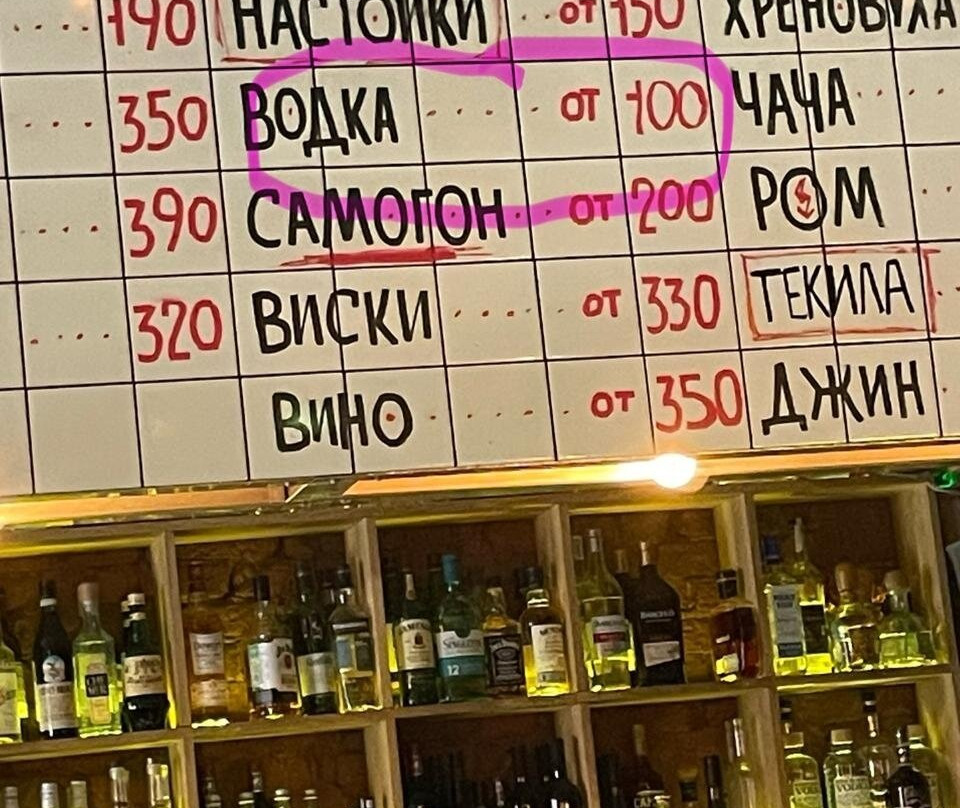 190 НАСТОЙКИ от 150 ХРЕНОВУХА
350 ВОДКА от 100 ЧАЧА
390 САМОГОН от 200 РОМ
320 ВИСКИ от 330 ТЕКИЛА
ВИНО от 350 ДЖИН
12